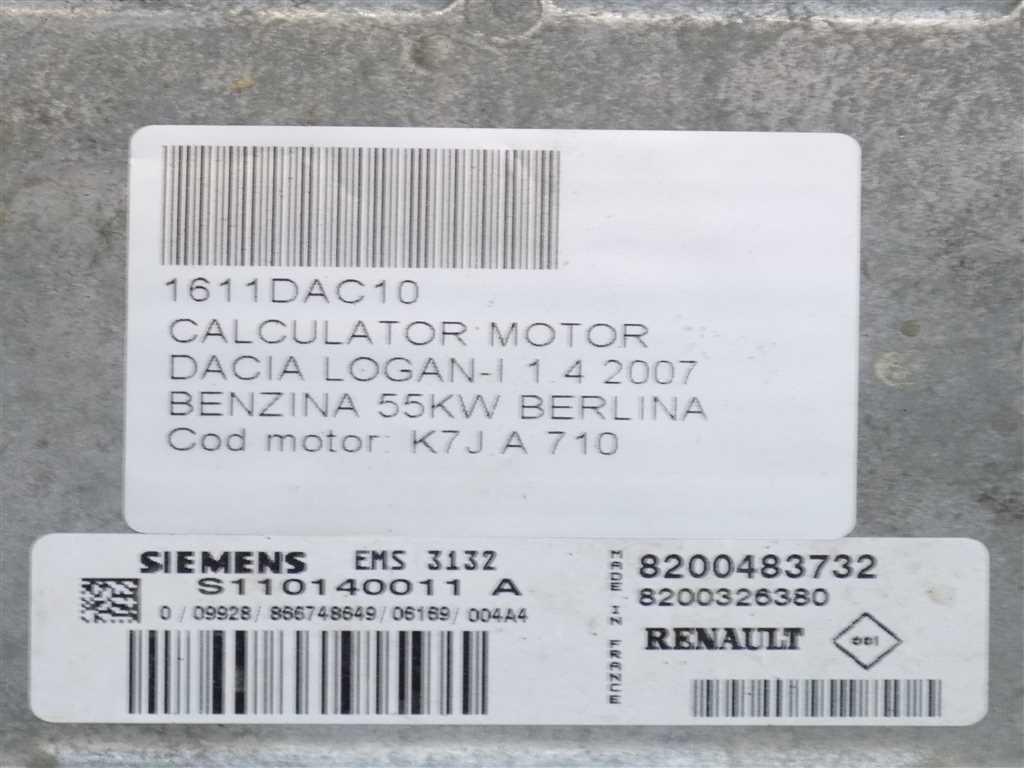 1611DAC10
CALCULATOR MOTOR
DACIA LOGAN-I 1.4 2007
BENZINA 55KW BERLINA
Cod motor: K7J A 710
SIEMENS EMS 3132
S110140011 A
0/09928/866748649/06169/004A4
MADE IN FRANCE
8200483732
8200326380
RENAULT 001